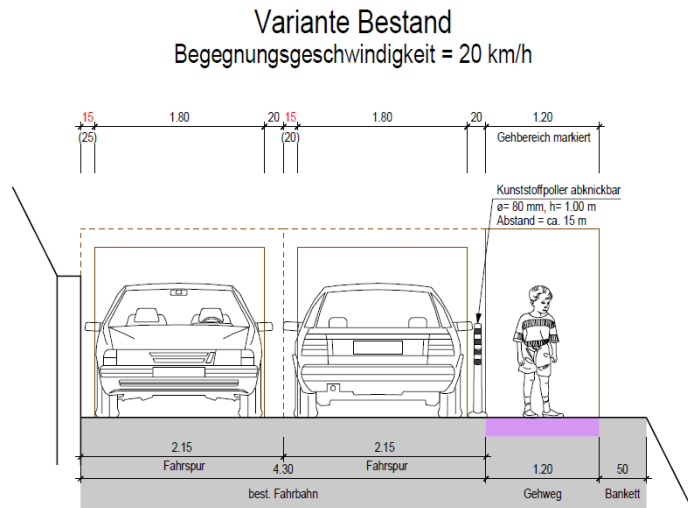 Variante Bestand
Begegnungsgeschwindigkeit = 20 km/h
15 1.80 20 15 1.80 20 1.20
(25) (20) Gehbereich markiert
Kunststoffpoller abknickbar
ø= 80 mm, h= 1.00 m
Abstand = ca. 15 m
2.15 2.15
Fahrspur Fahrspur
4.30 1.20 50
best. Fahrbahn Gehweg Bankett